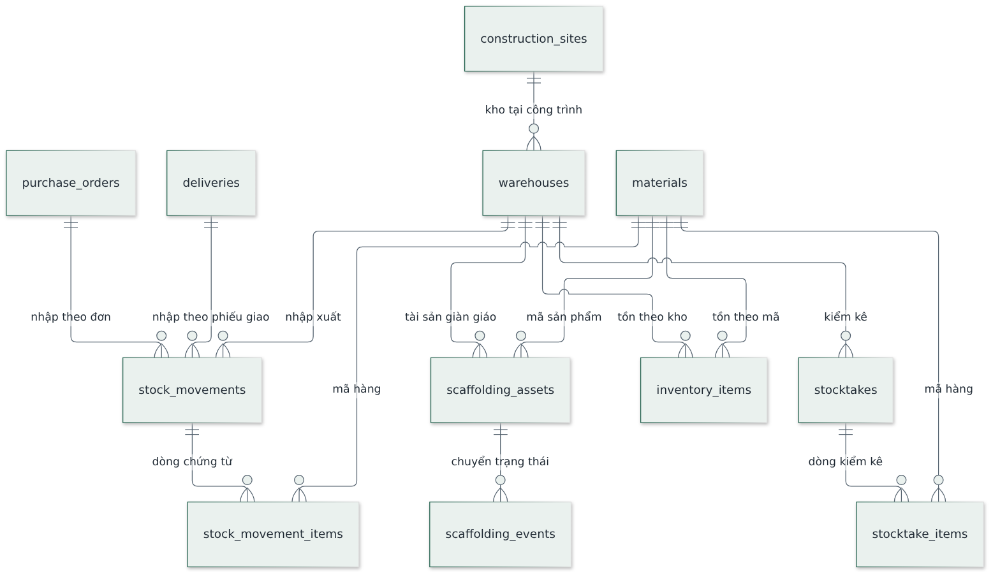 construction_sites
kho tại công trình
purchase_orders
deliveries
warehouses
materials
nhập theo đơn
nhập theo phiếu giao
nhập xuất
tài sản giàn giáo
mã sản phẩm
tồn theo kho
tồn theo mã
kiểm kê
stock_movements
mã hàng
scaffolding_assets
inventory_items
stocktakes
mã hàng
dòng chứng từ
chuyển trạng thái
dòng kiểm kê
stock_movement_items
scaffolding_events
stocktake_items